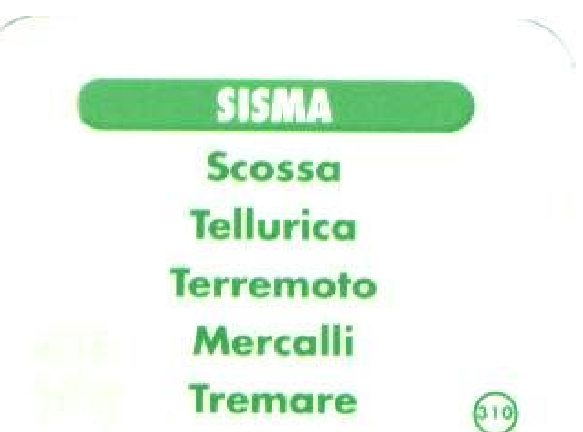 SISMA
Scossa
Tellurica
Terremoto
Mercalli
Tremare
310